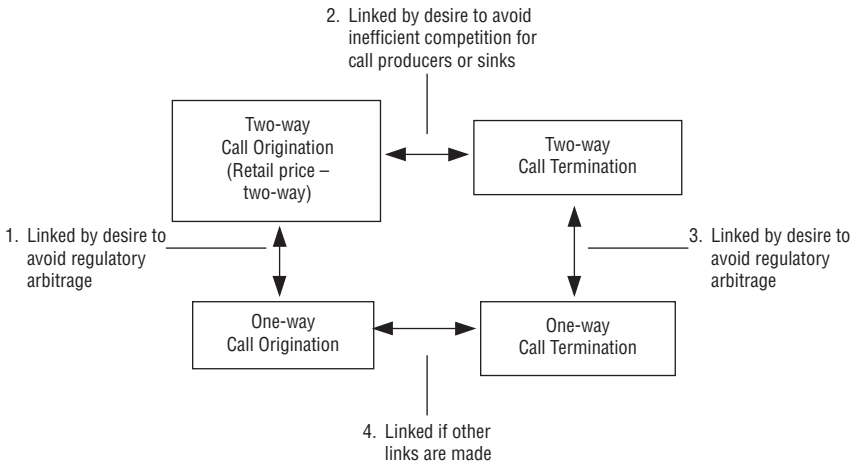 2. Linked by desire to avoid
inefficient competition for
call producers or sinks
Two-way
Call Origination
(Retail price –
two-way)
Two-way
Call Termination
1. Linked by desire to
avoid regulatory
arbitrage
3. Linked by desire to
avoid regulatory
arbitrage
One-way
Call Origination
One-way
Call Termination
4. Linked if other
links are made